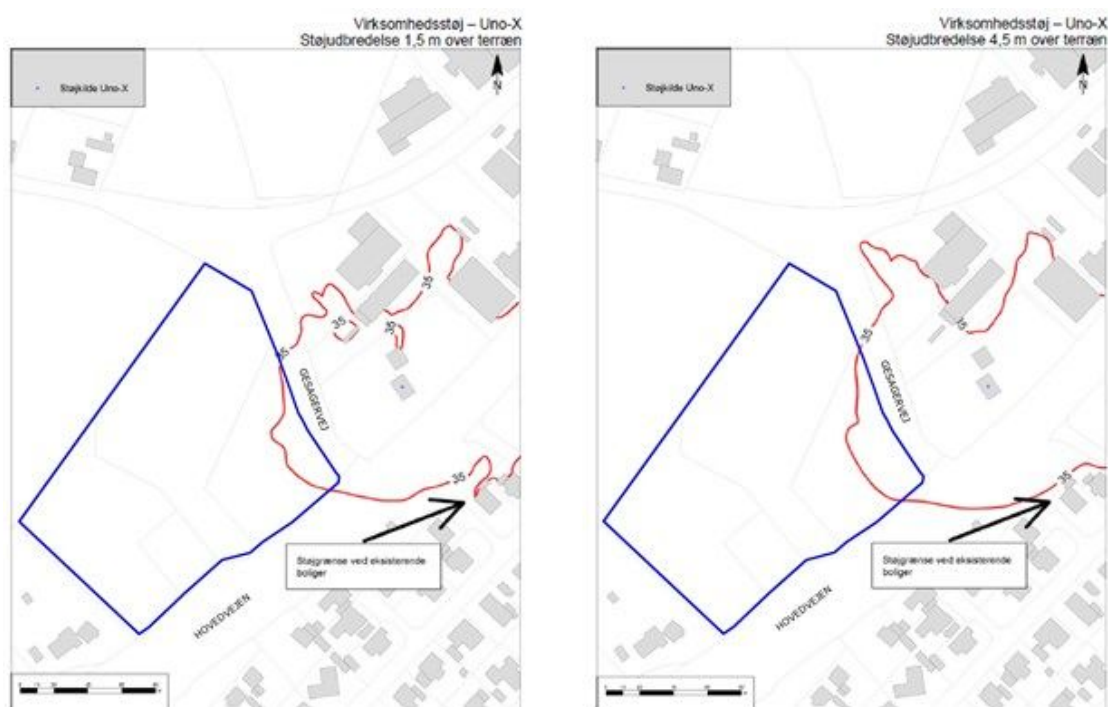 Virksomhedsstøj – Uno-X
Støjudbredelse 1,5 m over terræn
N
Støjkilde Uno-X
35
35
35
35
GESAGERVEJ
35
Støjgrænse ved eksisterende
boliger
HOVEDVEJEN
Virksomhedsstøj – Uno-X
Støjudbredelse 4,5 m over terræn
N
Støjkilde Uno-X
35
35
35
GESAGERVEJ
35
Støjgrænse ved eksisterende
boliger
HOVEDVEJEN